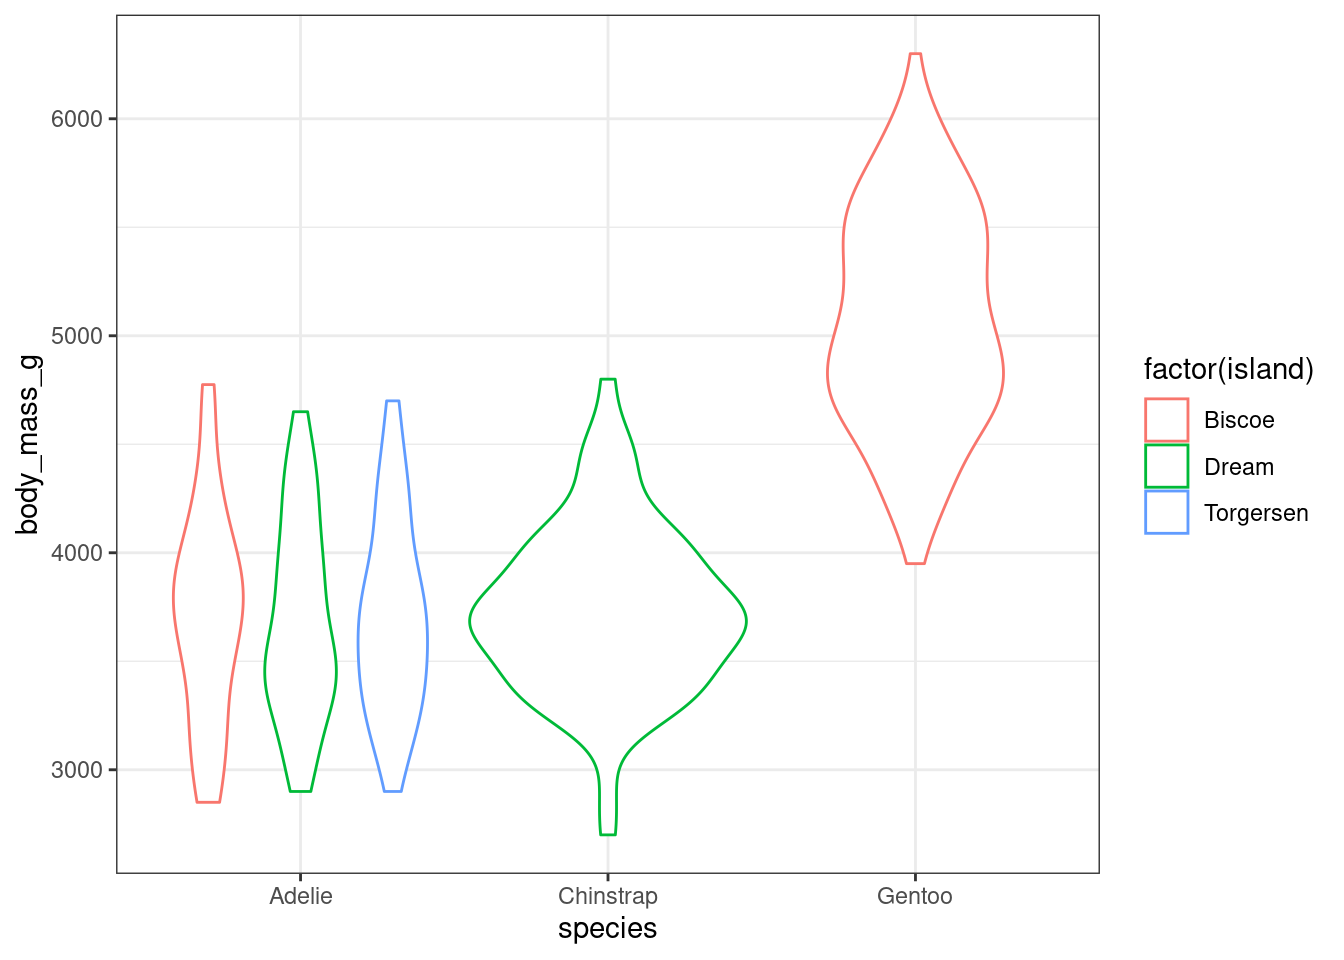 6000
5000
4000
3000
body_mass_g
Adelie
Chinstrap
Gentoo
species
factor(island)
Biscoe
Dream
Torgersen